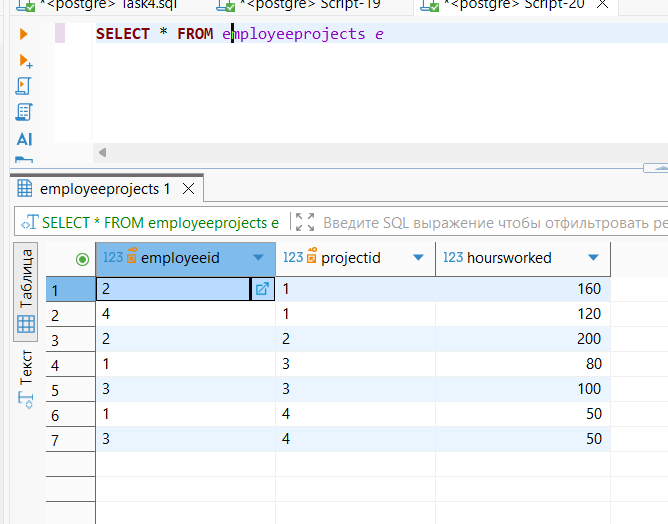 *<postgre> Task4.sql *<postgre> Script-19 *<postgre> Script-20
SELECT * FROM employeeprojects e
AI
employeeprojects 1
SELECT * FROM employeeprojects e Введите SQL выражение чтобы отфильтровать ре
Таблица
Текст
123 employeeid 123 projectid 123 hoursworked
1 2 1 160
2 4 1 120
3 2 2 200
4 1 3 80
5 3 3 100
6 1 4 50
7 3 4 50